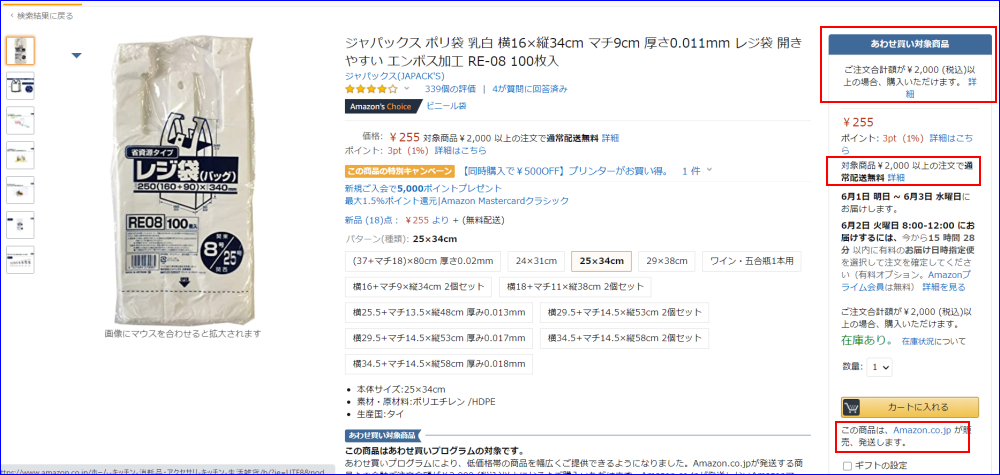 ‹ 検索結果に戻る
ジャパックス ポリ袋 乳白 横16×縦34cm マチ9cm 厚さ0.011mm レジ袋 開き
やすい エンボス加工 RE-08 100枚入
ジャパックス(JAPACK'S)
339個の評価 | 4が質問に回答済み
Amazon's Choice ビニール袋
価格: ￥255 対象商品￥2,000 以上の注文で通常配送無料 詳細
ポイント: 3pt (1%) 詳細はこちら
この商品の特別キャンペーン 【同時購入で￥500OFF】プリンターがお買い得。 1 件
新規ご入会で5,000ポイントプレゼント
最大1.5%ポイント還元|Amazon Mastercardクラシック
新品 (18)点: ￥255 より + (無料配送)
パターン(種類): 25×34cm
(37+マチ18)×80cm 厚さ0.02mm
24×31cm
25×34cm
29×38cm
ワイン・五合瓶1本用
横16+マチ9×縦34cm 2個セット
横18+マチ11×縦38cm 2個セット
横25.5+マチ13.5×縦48cm 厚み0.013mm
横29.5+マチ14.5×縦53cm 2個セット
横29.5+マチ14.5×縦53cm 厚み0.017mm
横34.5+マチ14.5×縦58cm 2個セット
横34.5+マチ14.5×縦58cm 厚み0.018mm
• 本体サイズ:25×34cm
• 素材・原材料:ポリエチレン /HDPE
• 生産国:タイ
あわせ買い対象商品
この商品はあわせ買いプログラムの対象です。
あわせ買いプログラムにより、低価格帯の商品を幅広くご提供できるようになりました。Amazon.co.jpが発送する商
省資源タイプ
レジ袋(バッグ)
250(160+90)×340mm
RE08 100枚入
関東
8号/25号
関西
画像にマウスを合わせると拡大されます
あわせ買い対象商品
ご注文合計額が￥2,000 (税込)以
上の場合、購入いただけます。 詳
細
￥255
ポイント: 3pt (1%) 詳細はこち
ら
対象商品￥2,000 以上の注文で通
常配送無料 詳細
6月1日 明日 ～ 6月3日 水曜日に
お届けします。
6月2日 火曜日 8:00-12:00 にお
届けするには、今から15 時間 28
分 以内に有料のお届け日時指定便
を選択して注文を確定してくださ
い（有料オプション。Amazonプ
ライム会員は無料） 詳細を見る
ご注文合計額が￥2,000 (税込)以
上の場合、購入いただけます。
在庫あり。 在庫状況について
数量: 1
カートに入れる
この商品は、Amazon.co.jp が販
売、発送します。
ギフトの設定